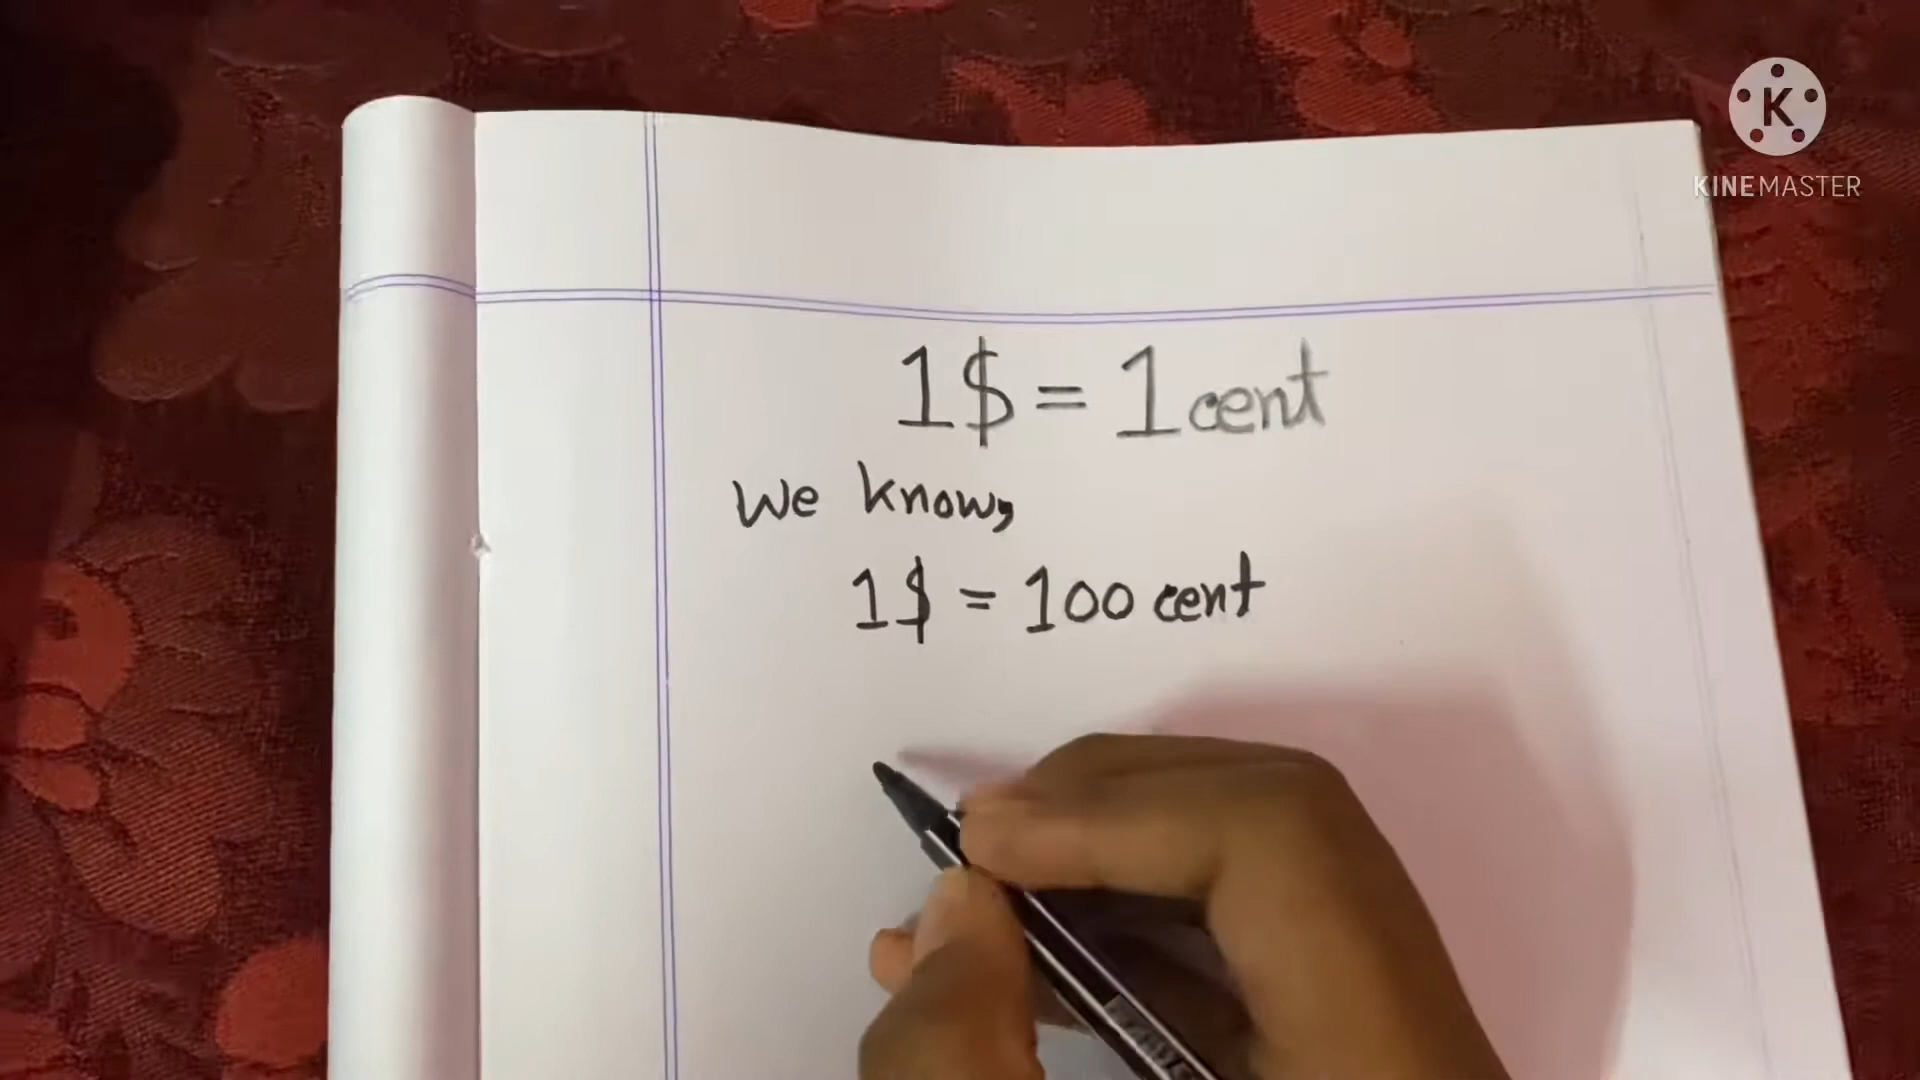 K
KINEMASTER
1$ = 1 cent
We know,
1$ = 100 cent